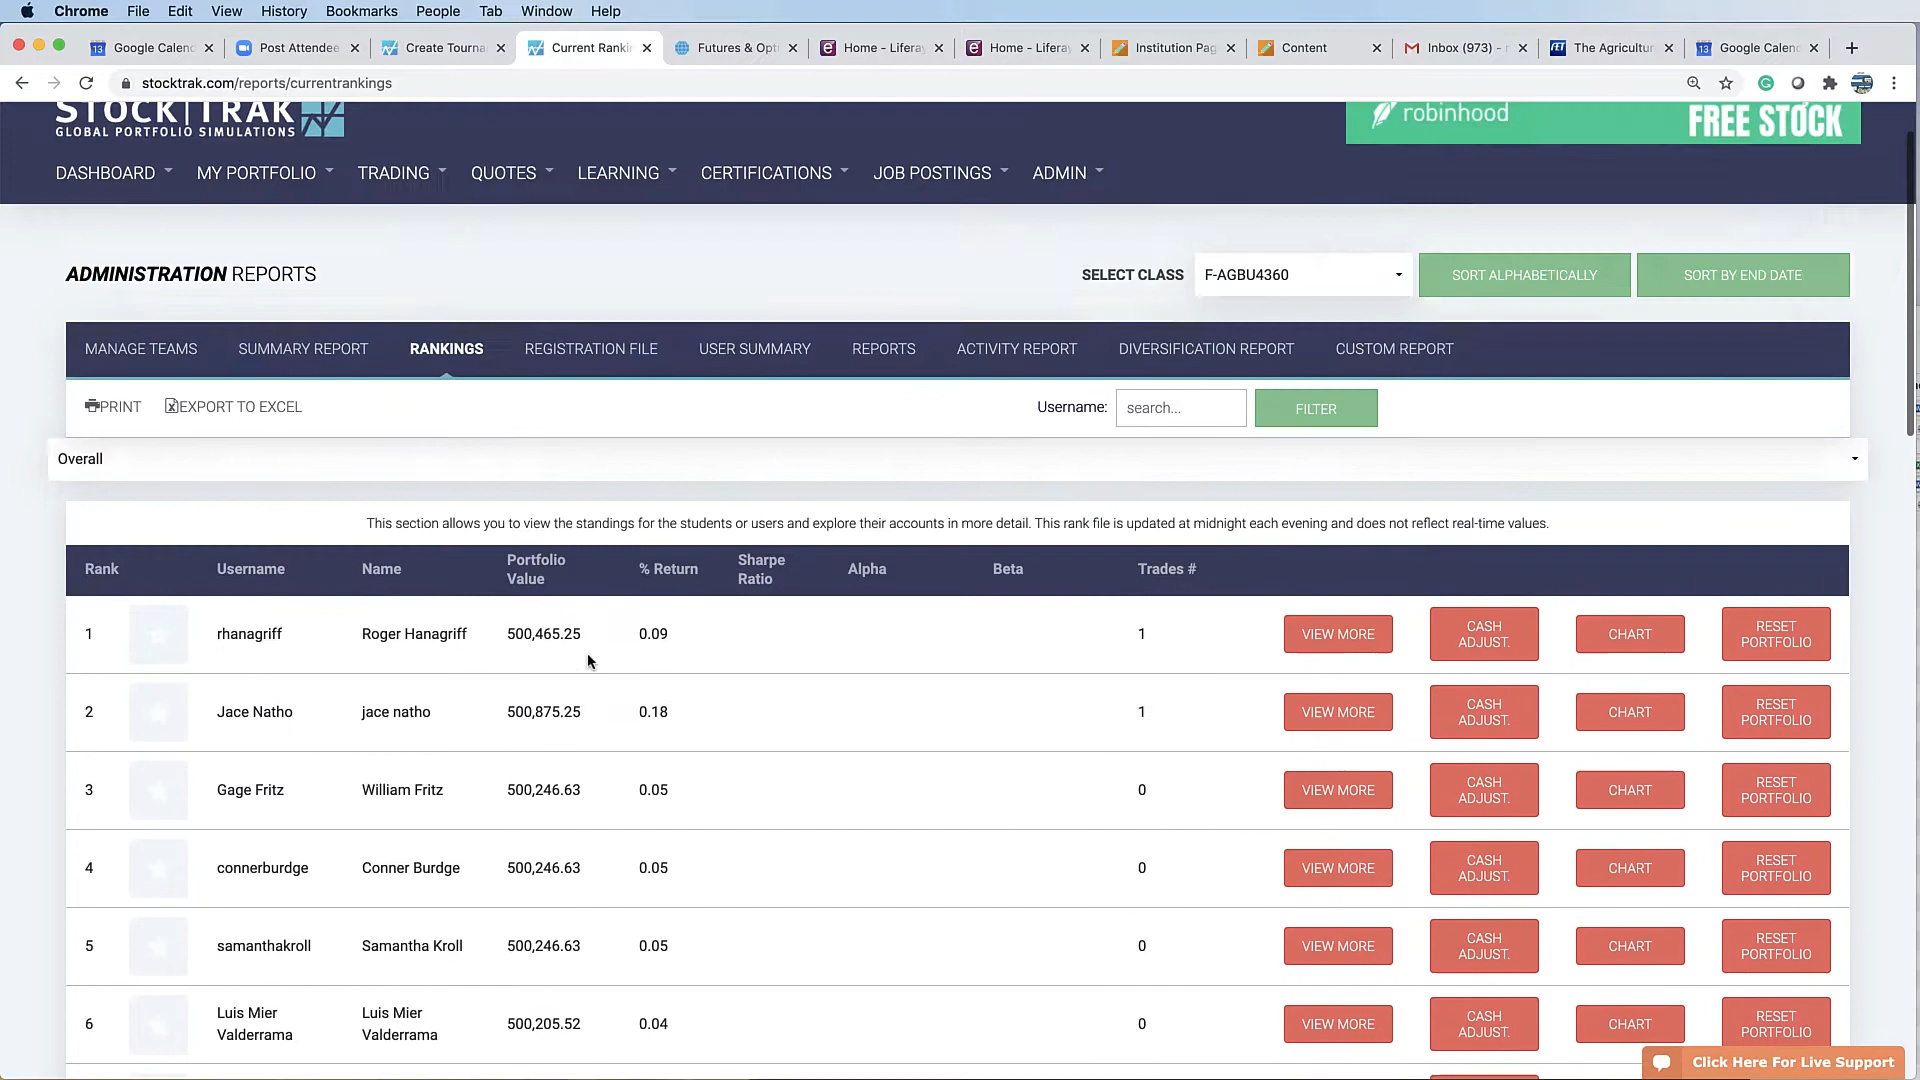 Chrome File Edit View History Bookmarks People Tab Window Help
Google Calen Post Attendee Create Tourna Current Rankin Futures & Opti Home - Liferay Home - Liferay Institution Pag Content Inbox (973) - The Agricultur Google Calen
stocktrak.com/reports/currentrankings
STOCK|TRAK
GLOBAL PORTFOLIO SIMULATIONS
robinhood FREE STOCK
DASHBOARD MY PORTFOLIO TRADING QUOTES LEARNING CERTIFICATIONS JOB POSTINGS ADMIN
ADMINISTRATION REPORTS SELECT CLASS F-AGBU4360 SORT ALPHABETICALLY SORT BY END DATE
MANAGE TEAMS SUMMARY REPORT RANKINGS REGISTRATION FILE USER SUMMARY REPORTS ACTIVITY REPORT DIVERSIFICATION REPORT CUSTOM REPORT
PRINT EXPORT TO EXCEL Username: search... FILTER
Overall
This section allows you to view the standings for the students or users and explore their accounts in more detail. This rank file is updated at midnight each evening and does not reflect real-time values.
Rank Username Name Portfolio Value % Return Sharpe Ratio Alpha Beta Trades #
1 rhanagriff Roger Hanagriff 500,465.25 0.09 1 VIEW MORE CASH ADJUST. CHART RESET PORTFOLIO
2 Jace Natho jace natho 500,875.25 0.18 1 VIEW MORE CASH ADJUST. CHART RESET PORTFOLIO
3 Gage Fritz William Fritz 500,246.63 0.05 0 VIEW MORE CASH ADJUST. CHART RESET PORTFOLIO
4 connerburdge Conner Burdge 500,246.63 0.05 0 VIEW MORE CASH ADJUST. CHART RESET PORTFOLIO
5 samanthakroll Samantha Kroll 500,246.63 0.05 0 VIEW MORE CASH ADJUST. CHART RESET PORTFOLIO
6 Luis Mier Valderrama Luis Mier Valderrama 500,205.52 0.04 0 VIEW MORE CASH ADJUST. CHART RESET PORTFOLIO
Click Here For Live Support